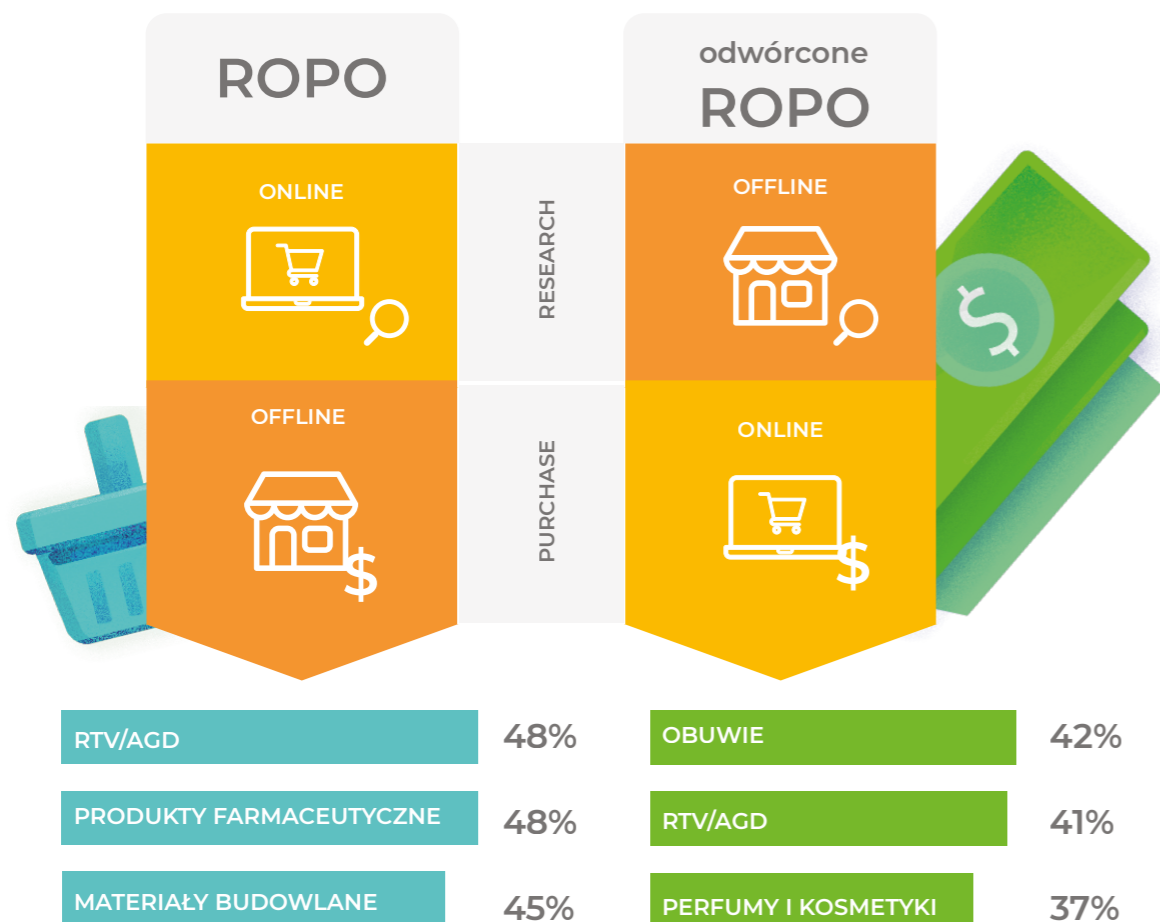 ROPO
odwórcone
ROPO
ONLINE
RESEARCH
OFFLINE
OFFLINE
PURCHASE
ONLINE
$
$
$
RTV/AGD 48%
PRODUKTY FARMACEUTYCZNE 48%
MATERIAŁY BUDOWLANE 45%
OBUWIE 42%
RTV/AGD 41%
PERFUMY I KOSMETYKI 37%